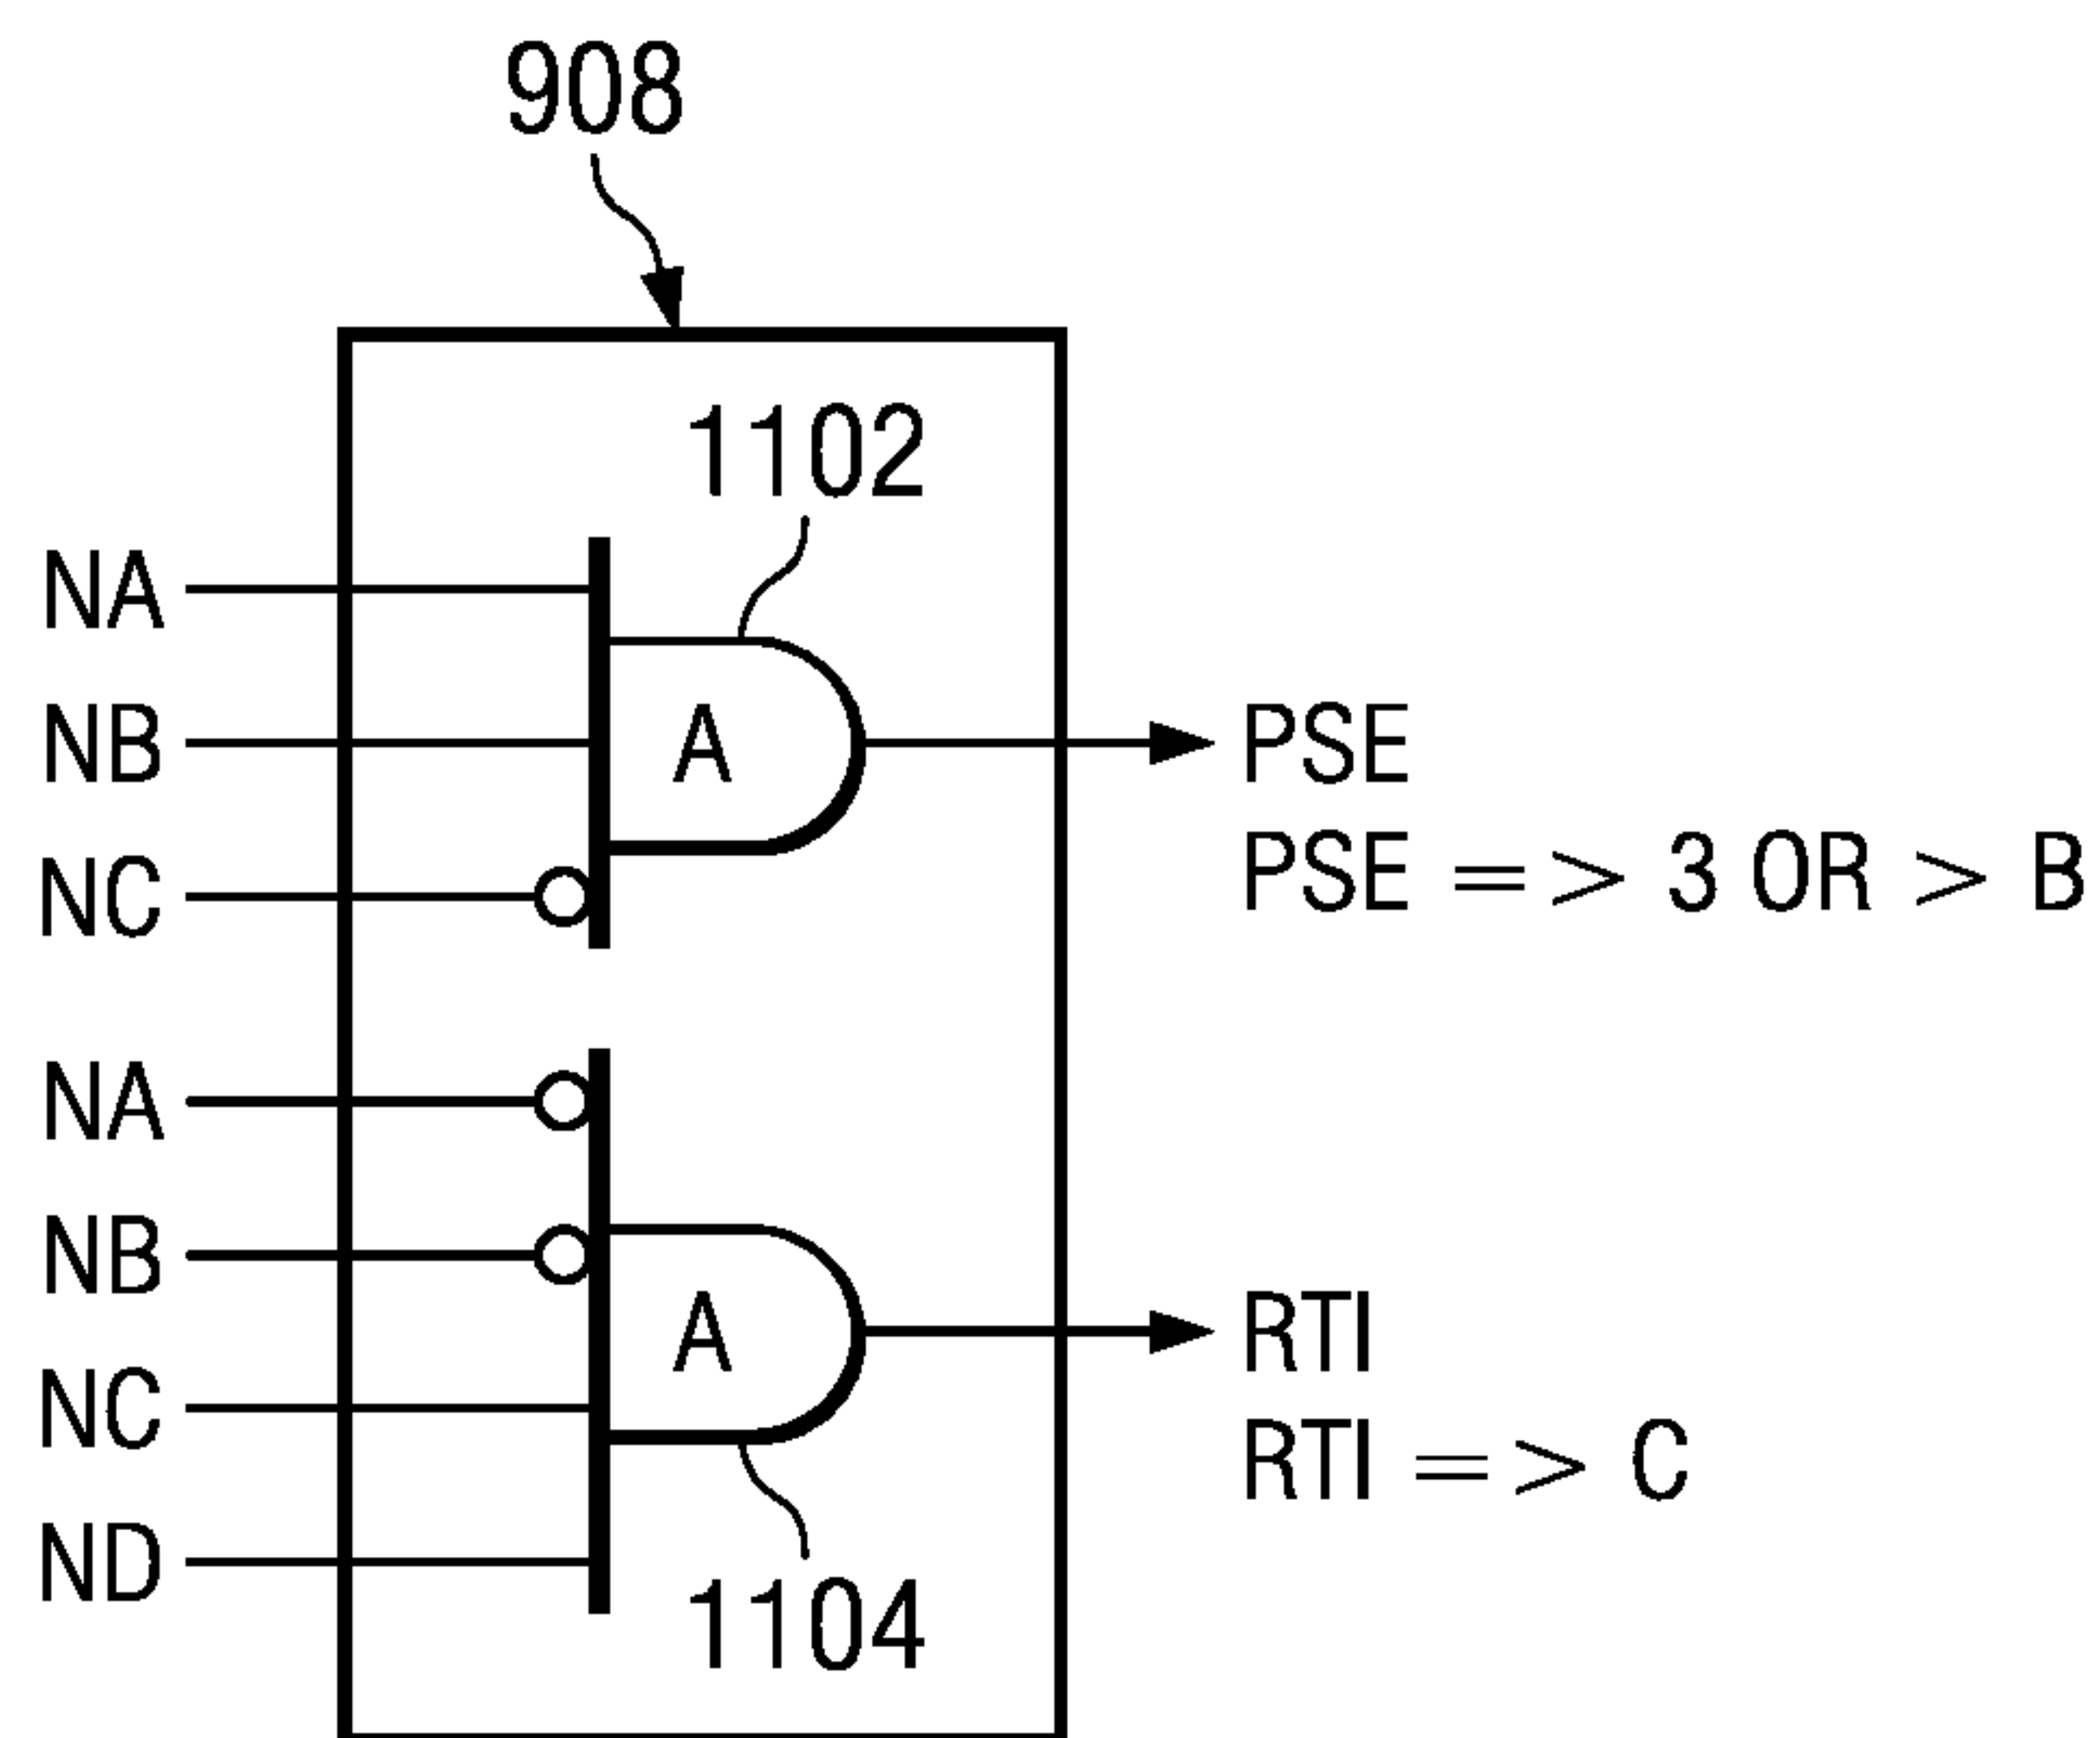 908
1102
NA
NB
A
PSE
NC
PSE => 3 OR > B
NA
NB
A
RTI
NC
RTI => C
ND
1104